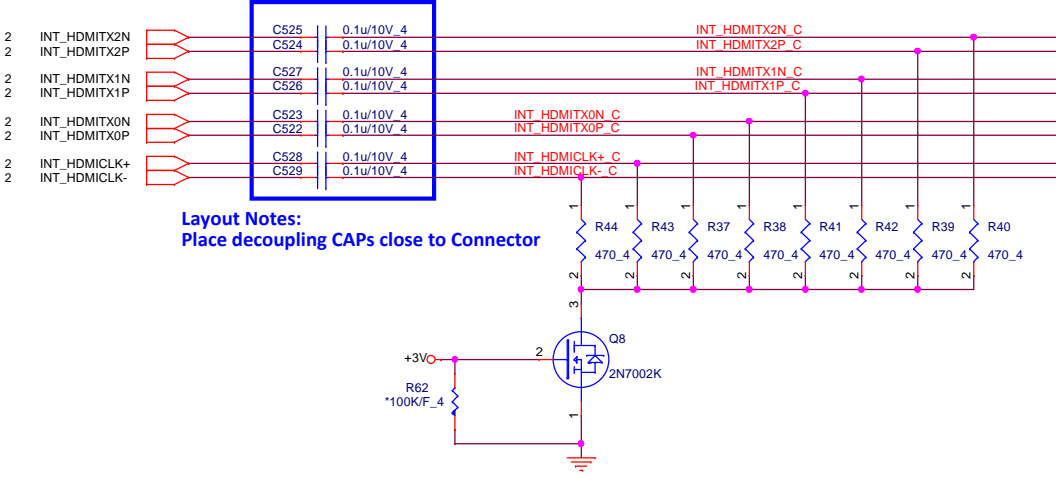 2 INT_HDMITX2N C525 0.1u/10V_4 INT_HDMITX2N_C
2 INT_HDMITX2P C524 0.1u/10V_4 INT_HDMITX2P_C
2 INT_HDMITX1N C527 0.1u/10V_4 INT_HDMITX1N_C
2 INT_HDMITX1P C526 0.1u/10V_4 INT_HDMITX1P_C
2 INT_HDMITX0N C523 0.1u/10V_4 INT_HDMITX0N_C
2 INT_HDMITX0P C522 0.1u/10V_4 INT_HDMITX0P_C
2 INT_HDMICLK+ C528 0.1u/10V_4 INT_HDMICLK+_C
2 INT_HDMICLK- C529 0.1u/10V_4 INT_HDMICLK-_C
Layout Notes:
Place decoupling CAPs close to Connector
1 1 1 1 1 1 1 1
R44 R43 R37 R38 R41 R42 R39 R40
470_4 470_4 470_4 470_4 470_4 470_4 470_4 470_4
2 2 2 2 2 2 2 2
3
Q8
+3V 2
2N7002K
R62
*100K/F_4
1